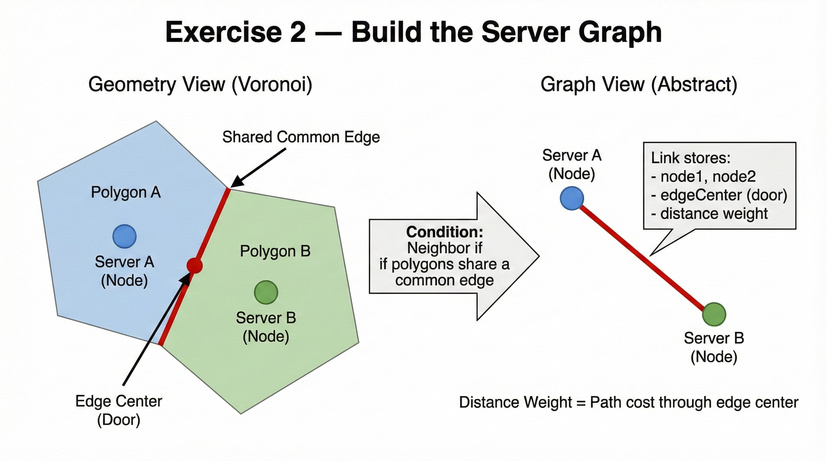 Exercise 2 — Build the Server Graph
Geometry View (Voronoi)
Shared Common Edge
Polygon A
Server A
(Node)
Polygon B
Server B
(Node)
Edge Center
(Door)
Condition:
Neighbor if
if polygons share a
common edge
Graph View (Abstract)
Server A
(Node)
Link stores:
- node1, node2
- edgeCenter (door)
- distance weight
Server B
(Node)
Distance Weight = Path cost through edge center